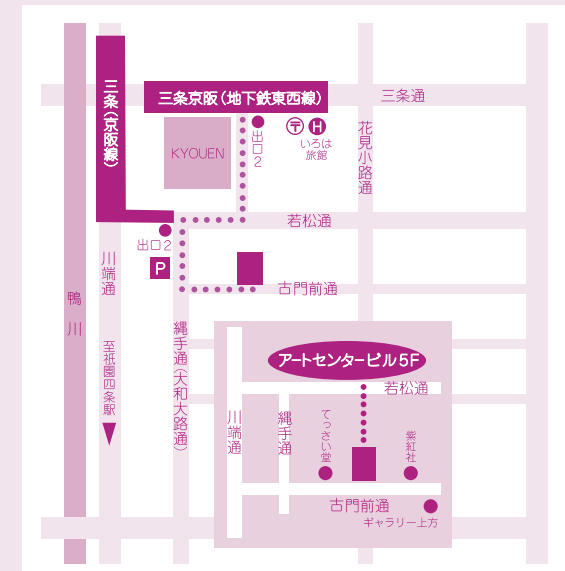 三条(京阪線)
三条京阪(地下鉄東西線)
三条通
出口2
〒
H
いろは
旅館
KYOUEN
花見小路通
若松通
出口2
P
川端通
鴨川
古門前通
縄手通(大和大路通)
至祇園四条駅
アートセンタービル5F
若松通
川端通
縄手通
てっさい堂
紫紅社
古門前通
ギャラリー上方